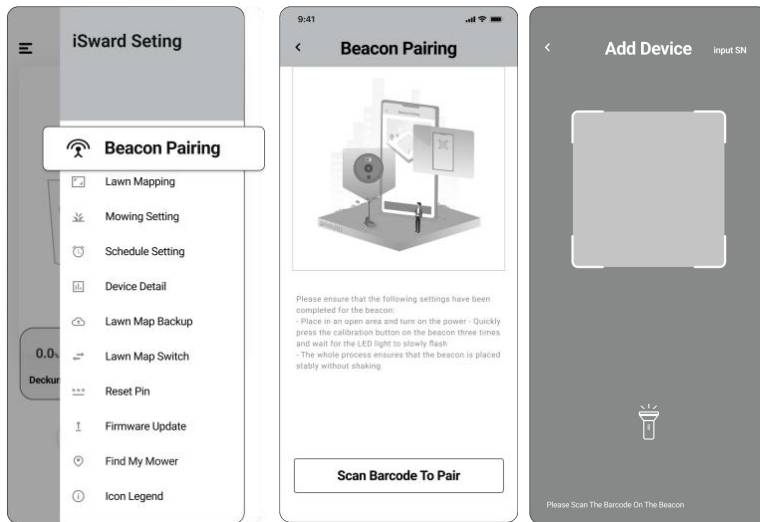 iSward Seting
Beacon Pairing
Lawn Mapping
Mowing Setting
Schedule Setting
Device Detail
Lawn Map Backup
0.0
Lawn Map Switch
Deckun
Reset Pin
Firmware Update
Find My Mower
Icon Legend
9:41
Beacon Pairing
Please ensure that the following settings have been
completed for the beacon:
- Place in an open area and turn on the power - Quickly
press the calibration button on the beacon three times
and wait for the LED light to slowly flash
- The whole process ensures that the beacon is placed
stably without shaking
Scan Barcode To Pair
Add Device
input SN
Please Scan The Barcode On The Beacon